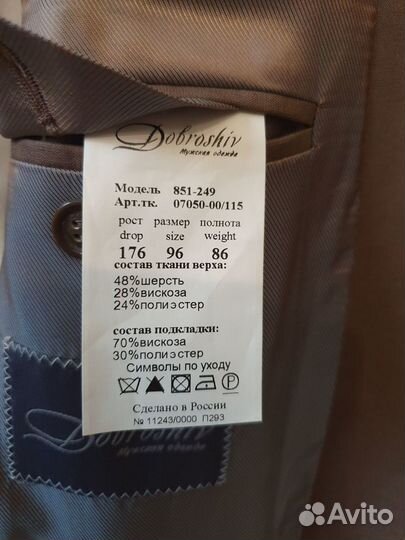 Dobroshiv
Мужская одежда
Модель 851-249
Арт.тк. 07050-00/115
рост размер полнота
drop size weight
176 96 86
состав ткани верха:
48%шерсть
28%вискоза
24%полиэстер
состав подкладки:
70%вискоза
30%полиэстер
Символы по уходу
P
Сделано в России
№ 11243/0000 П293
Dobroshiv
Мужская одежда
Avito